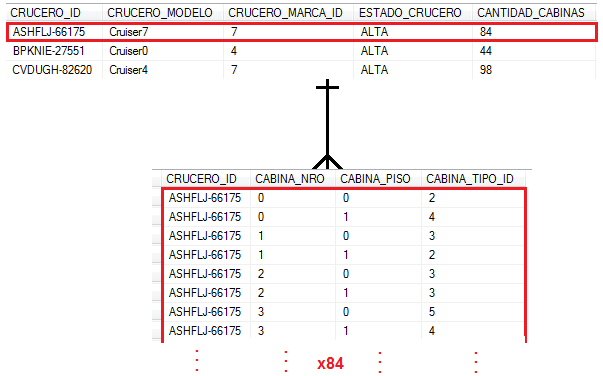 CRUCERO_ID CRUCERO_MODELO CRUCERO_MARCA_ID ESTADO_CRUCERO CANTIDAD_CABINAS
ASHFLJ-66175 Cruiser7 7 ALTA 84
BPKNIE-27551 Cruiser0 4 ALTA 44
CVDUGH-82620 Cruiser4 7 ALTA 98
CRUCERO_ID CABINA_NRO CABINA_PISO CABINA_TIPO_ID
ASHFLJ-66175 0 0 2
ASHFLJ-66175 0 1 4
ASHFLJ-66175 1 0 3
ASHFLJ-66175 1 1 2
ASHFLJ-66175 2 0 3
ASHFLJ-66175 2 1 3
ASHFLJ-66175 3 0 5
ASHFLJ-66175 3 1 4
x84